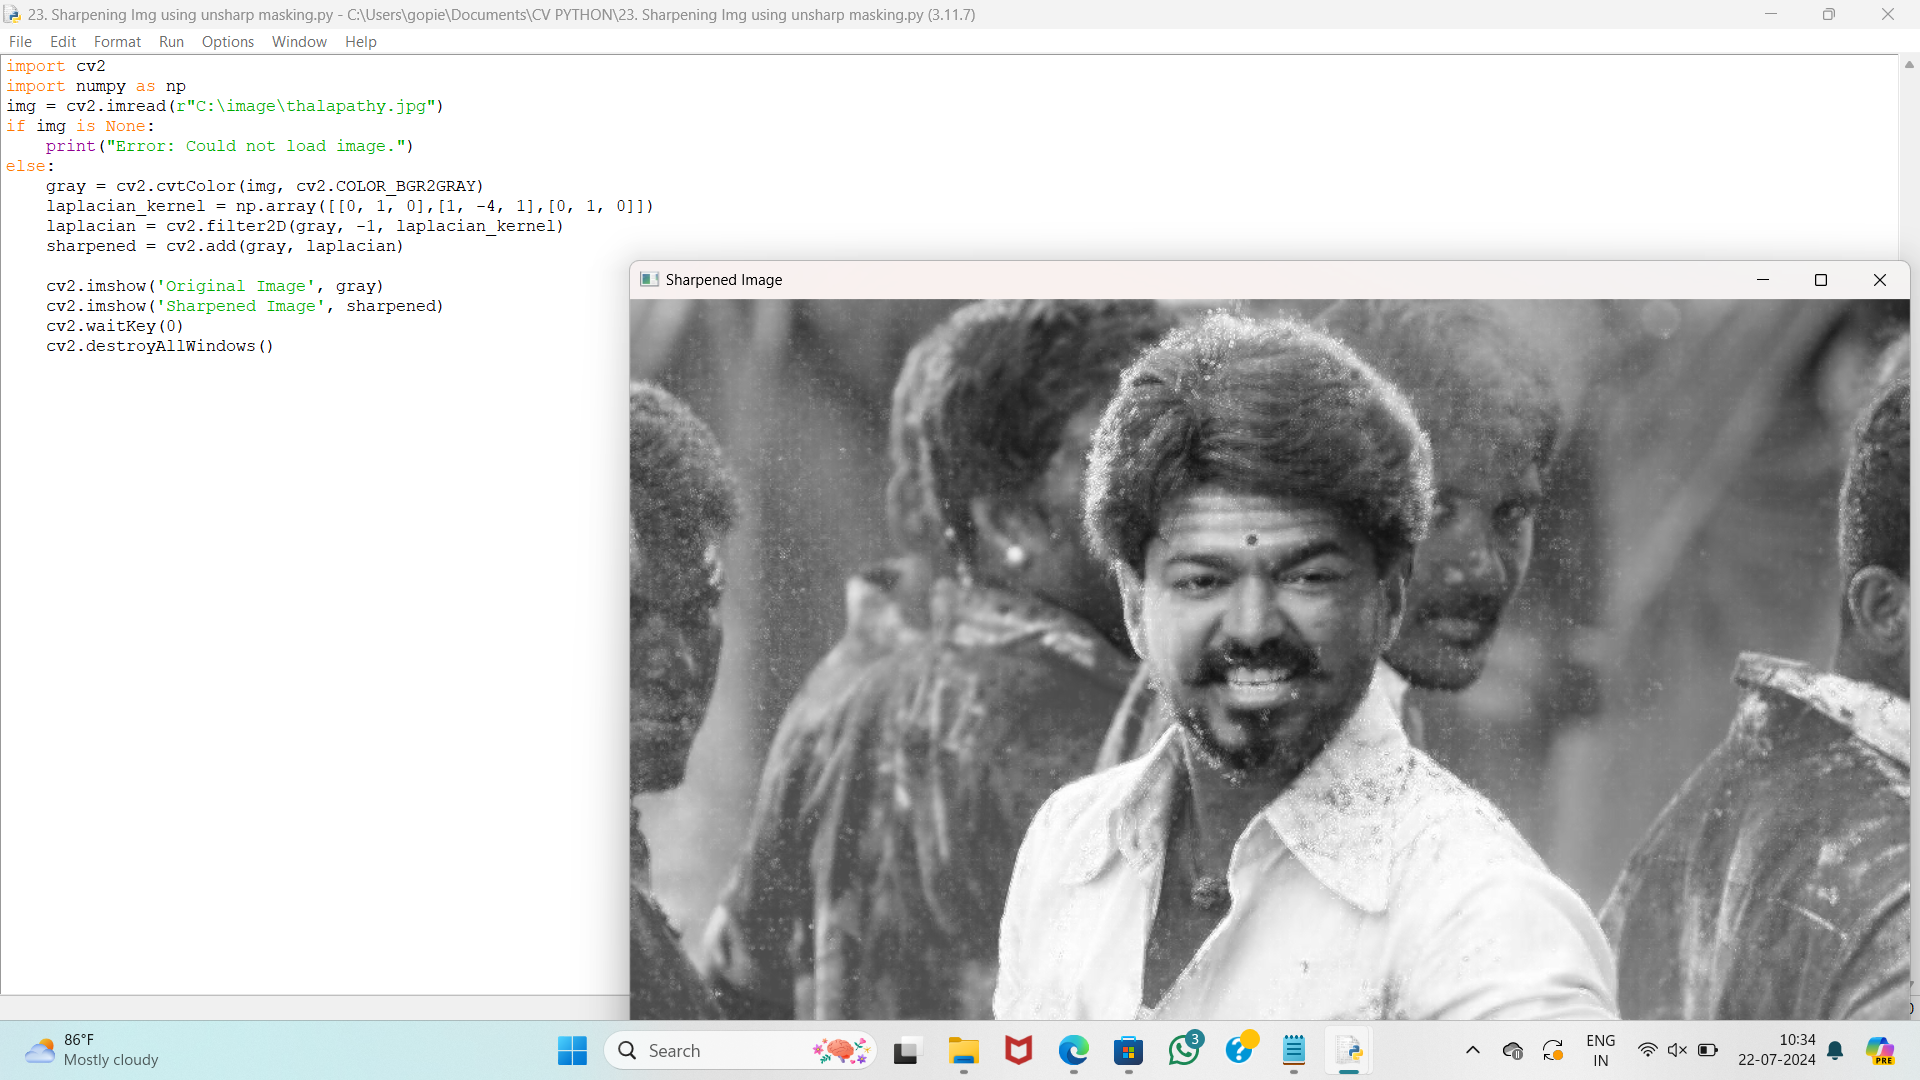 23. Sharpening Img using unsharp masking.py - C:\Users\gopie\Documents\CV PYTHON\23. Sharpening Img using unsharp masking.py (3.11.7)
File Edit Format Run Options Window Help
import cv2
import numpy as np
img = cv2.imread(r"C:\image\thalapathy.jpg")
if img is None:
    print("Error: Could not load image.")
else:
    gray = cv2.cvtColor(img, cv2.COLOR_BGR2GRAY)
    laplacian_kernel = np.array([[0, 1, 0],[1, -4, 1],[0, 1, 0]])
    laplacian = cv2.filter2D(gray, -1, laplacian_kernel)
    sharpened = cv2.add(gray, laplacian)
    cv2.imshow('Original Image', gray)
    cv2.imshow('Sharpened Image', sharpened)
    cv2.waitKey(0)
    cv2.destroyAllWindows()
Sharpened Image
86°F
Mostly cloudy
Search
3
ENG
IN
10:34
22-07-2024
PRE